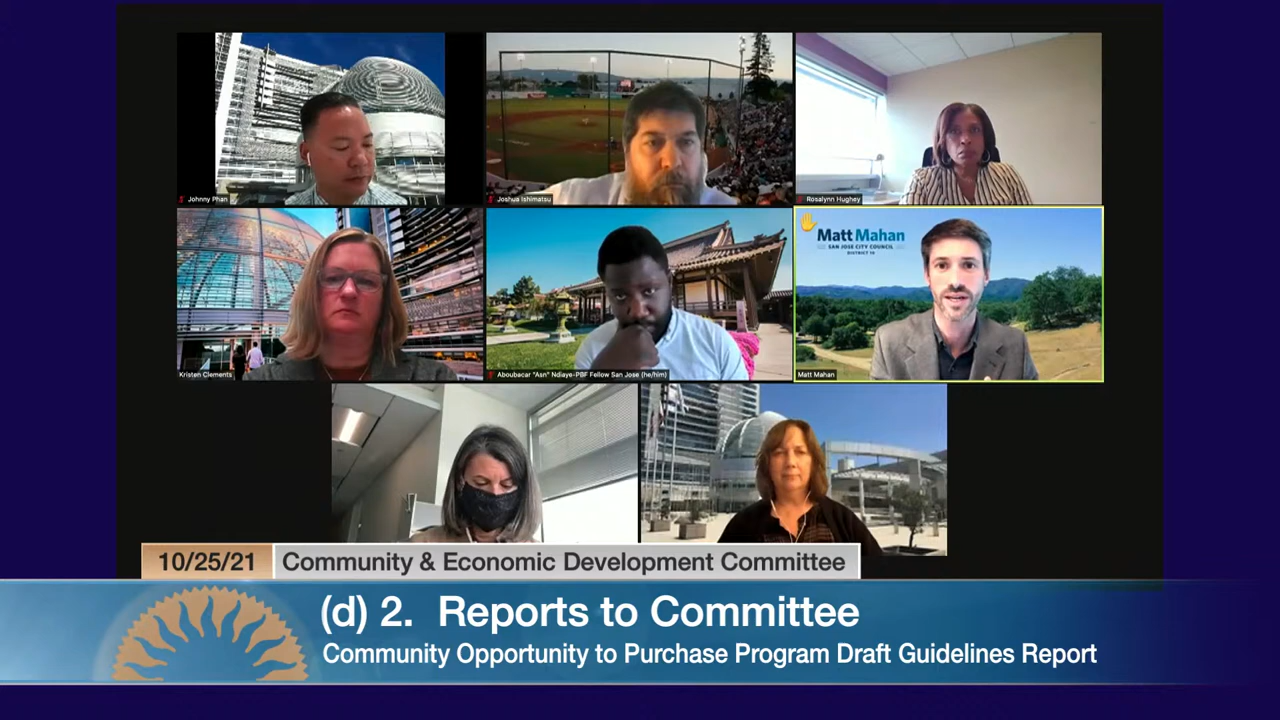 Johnny Phan
Joshua Ishimatsu
Rosalynn Hughey
Matt Mahan
SAN JOSE CITY COUNCIL
DISTRICT 10
Kristen Clements
Aboubacar "Asn" Ndiaye-PBF Fellow San Jose (he/him)
Matt Mahan
10/25/21 Community & Economic Development Committee
(d) 2. Reports to Committee
Community Opportunity to Purchase Program Draft Guidelines Report